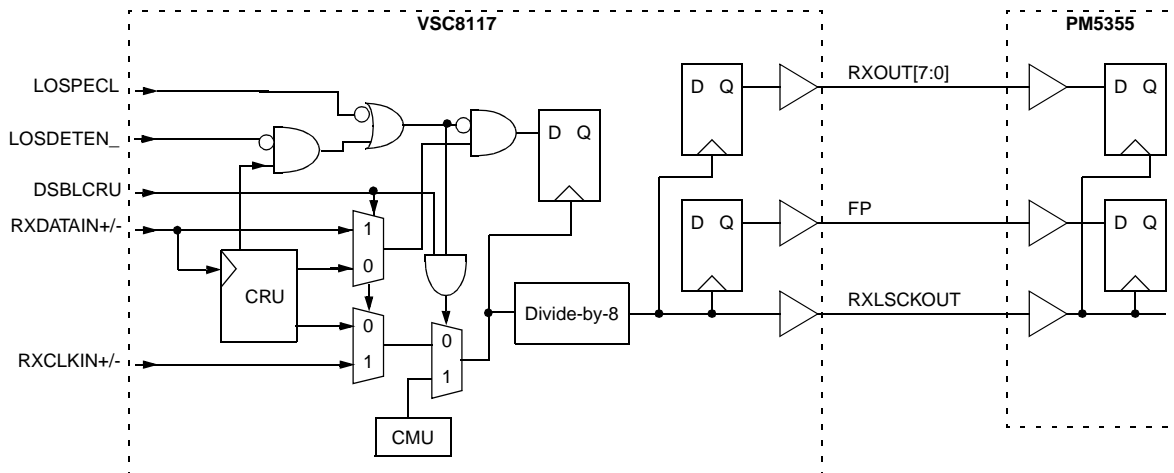 VSC8117
PM5355
LOSPECL
RXOUT[7:0]
D Q
D Q
LOSDETEN_
D Q
DSBLCRU
RXDATAIN+/-
1
FP
D Q
D Q
0
CRU
0
Divide-by-8
RXLSCKOUT
0
RXCLKIN+/-
1
1
CMU